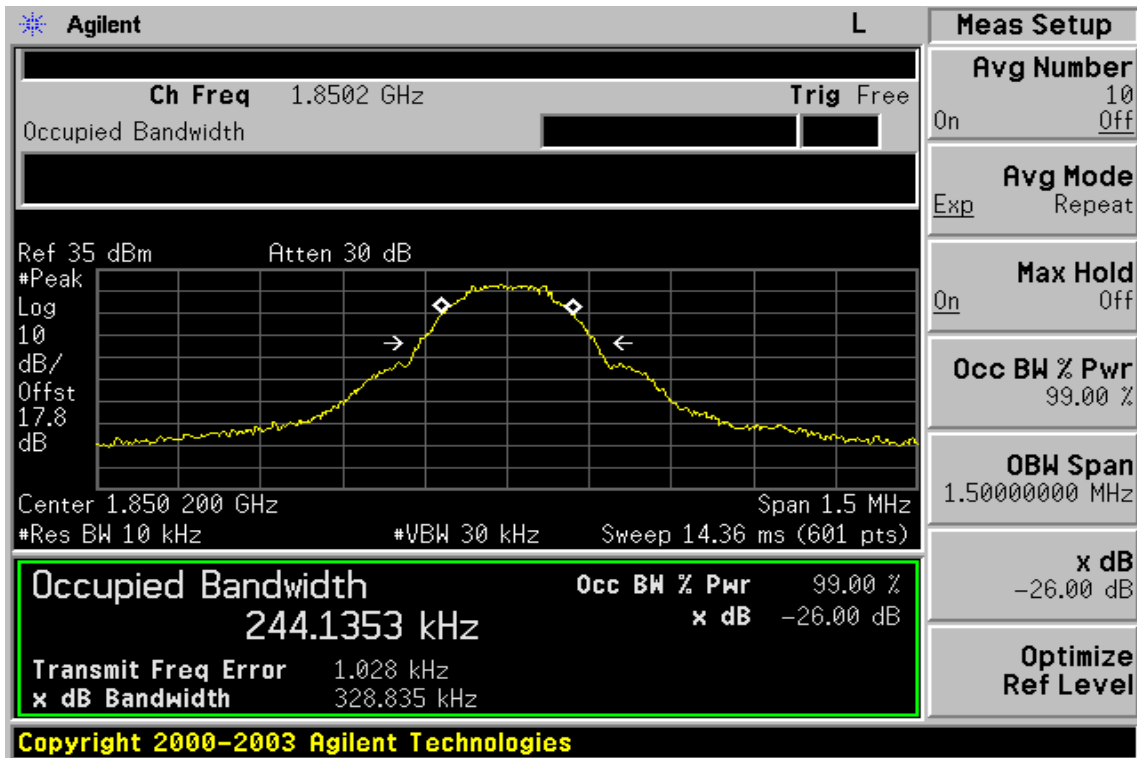 Agilent L
Ch Freq 1.8502 GHz Trig Free
Occupied Bandwidth
Ref 35 dBm Atten 30 dB
#Peak
Log
10
dB/
Offst
17.8
dB
Center 1.850 200 GHz Span 1.5 MHz
#Res BW 10 kHz #VBW 30 kHz Sweep 14.36 ms (601 pts)
Occupied Bandwidth Occ BW % Pwr 99.00 %
244.1353 kHz x dB -26.00 dB
Transmit Freq Error 1.028 kHz
x dB Bandwidth 328.835 kHz
Copyright 2000-2003 Agilent Technologies
Meas Setup
Avg Number
10
On Off
Avg Mode
Exp Repeat
Max Hold
On Off
Occ BW % Pwr
99.00 %
OBW Span
1.50000000 MHz
x dB
-26.00 dB
Optimize
Ref Level